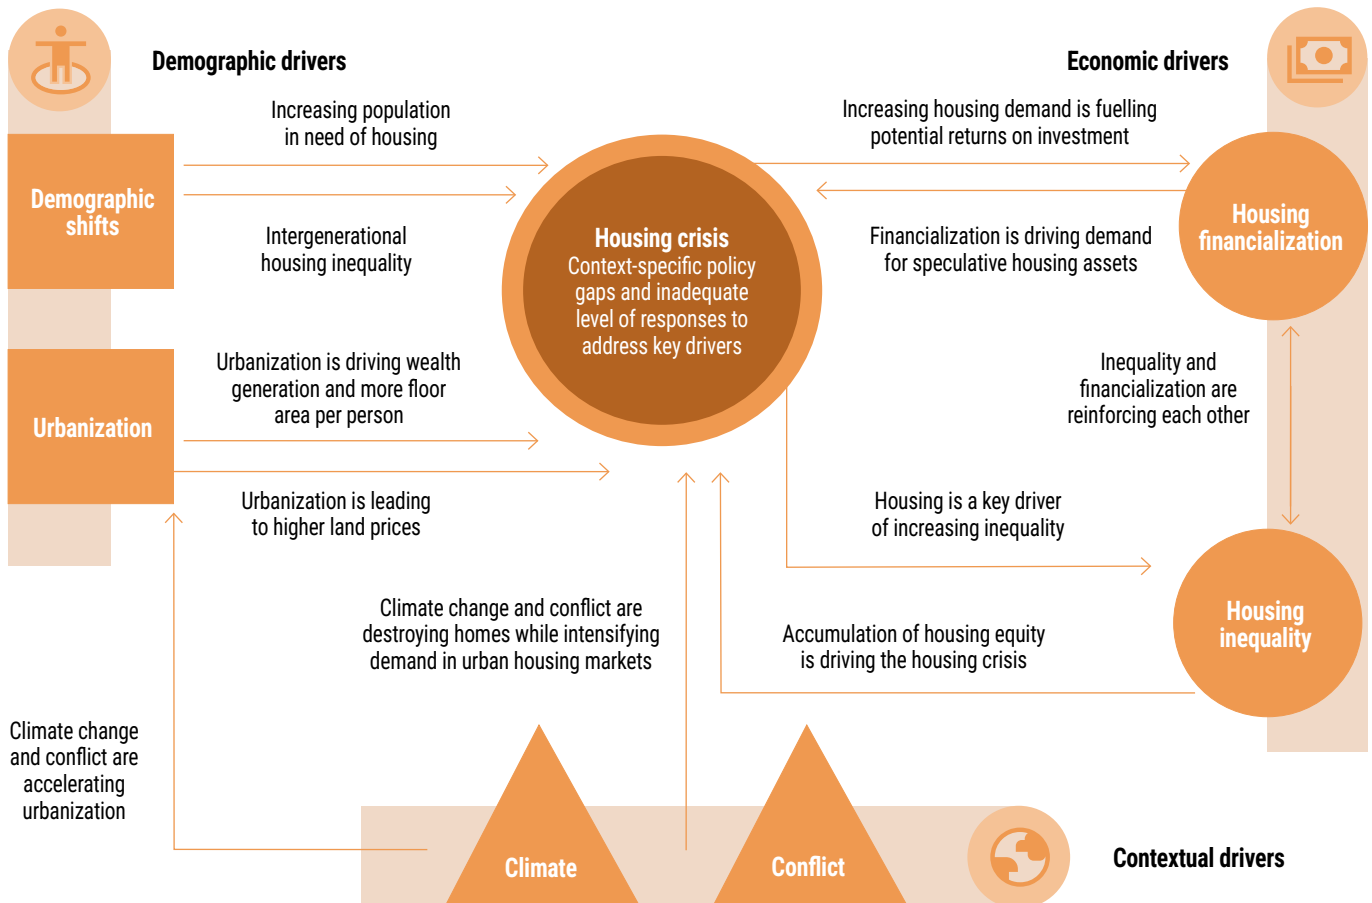 Demographic drivers
Economic drivers
Increasing population
in need of housing
Increasing housing demand is fuelling
potential returns on investment
Demographic
shifts
Intergenerational
housing inequality
Housing crisis
Context-specific policy
gaps and inadequate
level of responses to
address key drivers
Financialization is driving demand
for speculative housing assets
Housing
financialization
Urbanization
Urbanization is driving wealth
generation and more floor
area per person
Inequality and
financialization are
reinforcing each other
Urbanization is leading
to higher land prices
Housing is a key driver
of increasing inequality
Climate change and conflict are
destroying homes while intensifying
demand in urban housing markets
Accumulation of housing equity
is driving the housing crisis
Housing
inequality
Climate change
and conflict are
accelerating
urbanization
Climate
Conflict
Contextual drivers